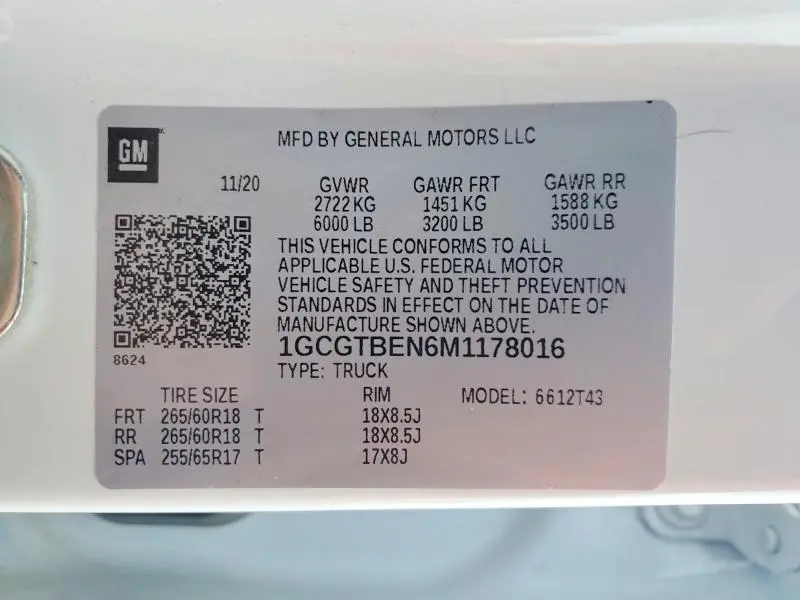 GM
MFD BY GENERAL MOTORS LLC
11/20 GVWR GAWR FRT GAWR RR
2722 KG 1451 KG 1588 KG
6000 LB 3200 LB 3500 LB
THIS VEHICLE CONFORMS TO ALL
APPLICABLE U.S. FEDERAL MOTOR
VEHICLE SAFETY AND THEFT PREVENTION
STANDARDS IN EFFECT ON THE DATE OF
MANUFACTURE SHOWN ABOVE.
1GCGTBEN6M1178016
8624
TYPE: TRUCK
TIRE SIZE RIM MODEL: 6612T43
FRT 265/60R18 T 18X8.5J
RR 265/60R18 T 18X8.5J
SPA 255/65R17 T 17X8J